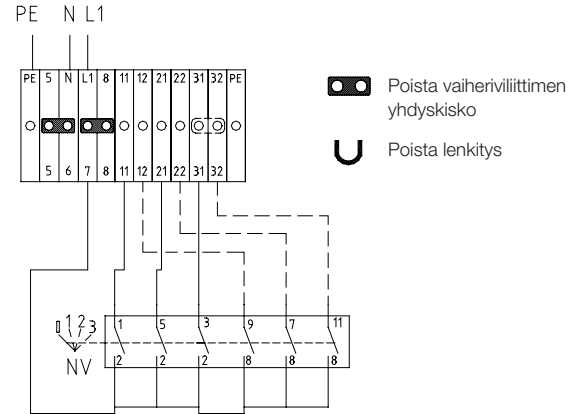 PE N L1
PE 5 N L1 8 11 12 21 22 31 32 PE
5 6 7 8 11 12 21 22 31 32
Poista vaiheriviliittimen
yhdyskisko
Poista lenkitys
0 1 2 3
NV
1 5 3 9 7 11
2 2 2 8 8 8